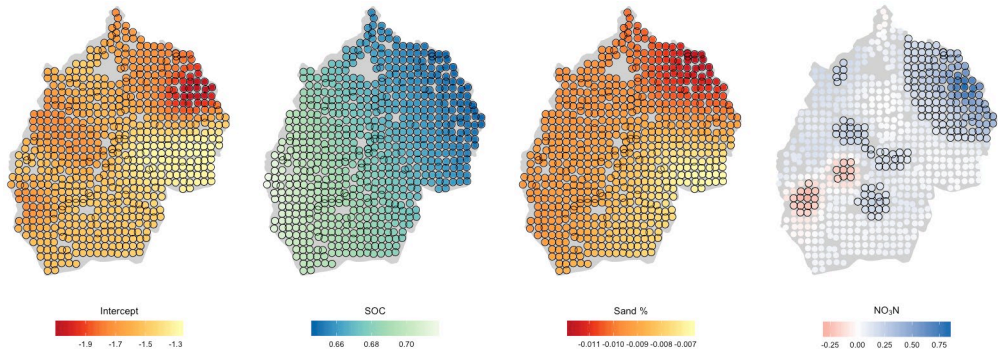 Intercept
-1.9 -1.7 -1.5 -1.3
SOC
0.66 0.68 0.70
Sand %
-0.011 -0.010 -0.009 -0.008 -0.007
NO₃N
-0.25 0.00 0.25 0.50 0.75